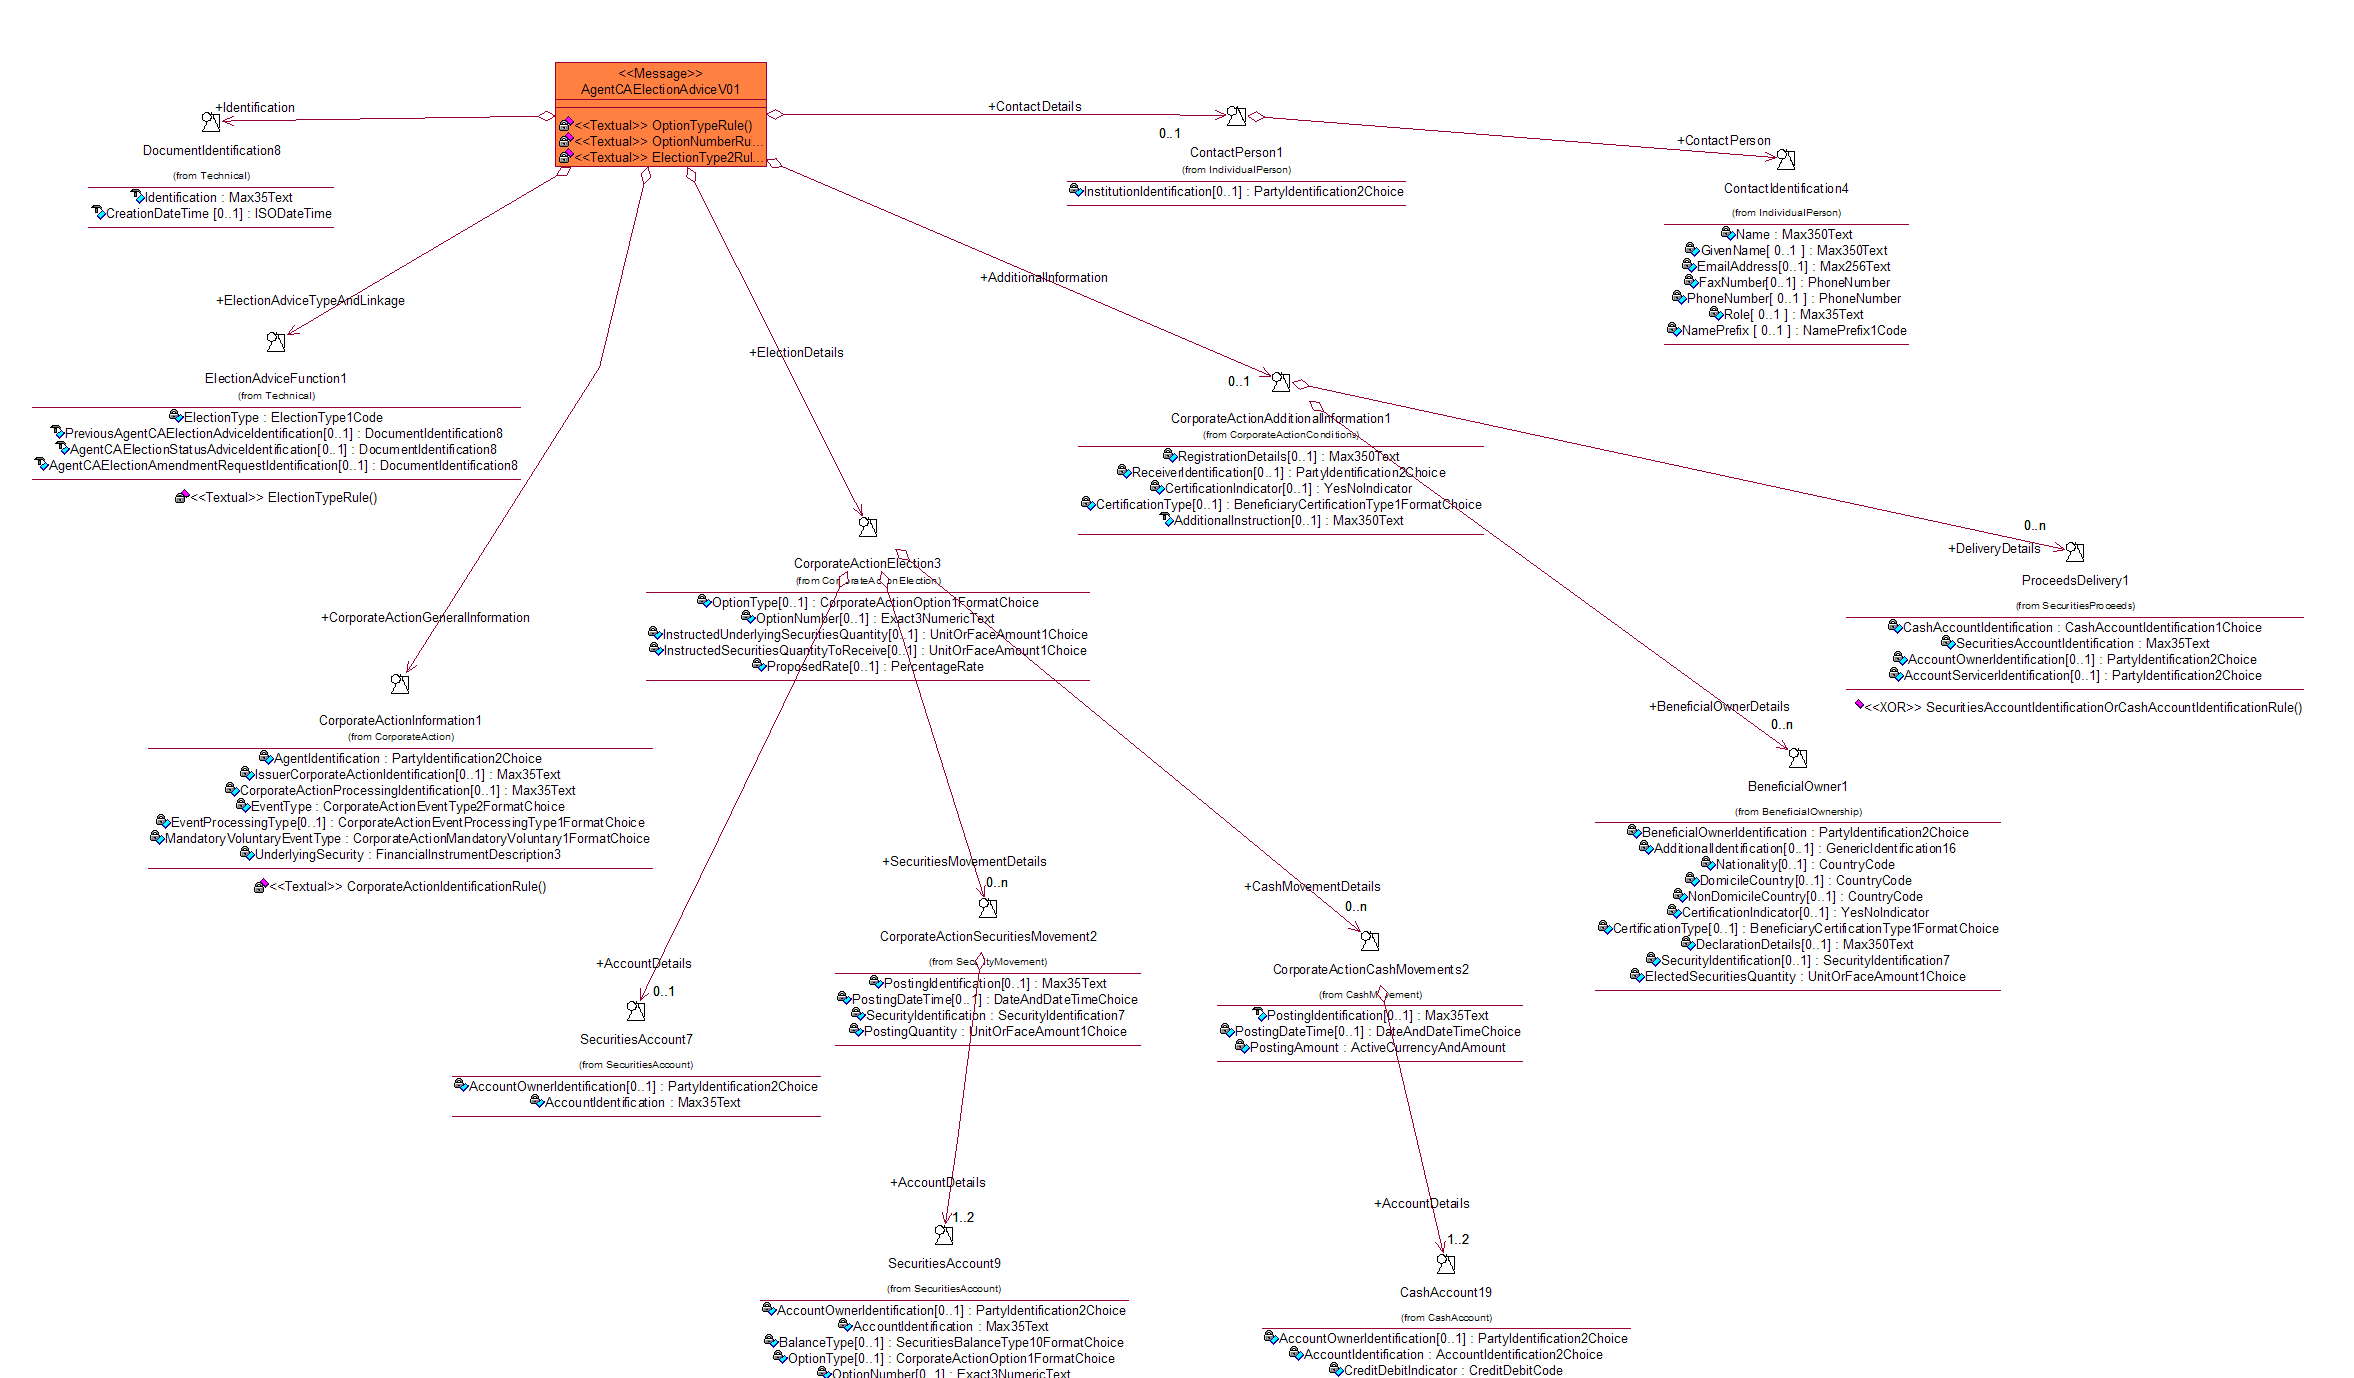 <<Message>>
AgentCAElectionAdviceV01
<<Textual>> OptionTypeRule()
<<Textual>> OptionNumberRu...
<<Textual>> ElectionType2Rul...
+Identification
DocumentIdentification8
(from Technical)
Identification : Max35Text
CreationDateTime [0..1] : ISODateTime
+ContactDetails
0..1
ContactPerson1
(from IndividualPerson)
InstitutionIdentification[0..1] : PartyIdentification2Choice
+ContactPerson
ContactIdentification4
(from IndividualPerson)
Name : Max350Text
GivenName[ 0..1 ] : Max350Text
EmailAddress[0..1] : Max256Text
FaxNumber[0..1] : PhoneNumber
PhoneNumber[ 0..1 ] : PhoneNumber
Role[ 0..1 ] : Max35Text
NamePrefix [ 0..1 ] : NamePrefix1Code
+ElectionAdviceTypeAndLinkage
ElectionAdviceFunction1
(from Technical)
ElectionType : ElectionType1Code
PreviousAgentCAElectionAdviceIdentification[0..1] : DocumentIdentification8
AgentCAElectionStatusAdviceIdentification[0..1] : DocumentIdentification8
AgentCAElectionAmendmentRequestIdentification[0..1] : DocumentIdentification8
<<Textual>> ElectionTypeRule()
+ElectionDetails
CorporateActionElection3
(from CorporateActionElection)
OptionType[0..1] : CorporateActionOption1FormatChoice
OptionNumber[0..1] : Exact3NumericText
InstructedUnderlyingSecuritiesQuantity[0..1] : UnitOrFaceAmount1Choice
InstructedSecuritiesQuantityToReceive[0..1] : UnitOrFaceAmount1Choice
ProposedRate[0..1] : PercentageRate
+AdditionalInformation
0..1
CorporateActionAdditionalInformation1
(from CorporateActionConditions)
RegistrationDetails[0..1] : Max350Text
ReceiverIdentification[0..1] : PartyIdentification2Choice
CertificationIndicator[0..1] : YesNoIndicator
CertificationType[0..1] : BeneficiaryCertificationType1FormatChoice
AdditionalInstruction[0..1] : Max350Text
0..n
+DeliveryDetails
ProceedsDelivery1
(from SecuritiesProceeds)
CashAccountIdentification : CashAccountIdentification1Choice
SecuritiesAccountIdentification : Max35Text
AccountOwnerIdentification[0..1] : PartyIdentification2Choice
AccountServicerIdentification[0..1] : PartyIdentification2Choice
<<XOR>> SecuritiesAccountIdentificationOrCashAccountIdentificationRule()
+CorporateActionGeneralInformation
CorporateActionInformation1
(from CorporateAction)
AgentIdentification : PartyIdentification2Choice
IssuerCorporateActionIdentification[0..1] : Max35Text
CorporateActionProcessingIdentification[0..1] : Max35Text
EventType : CorporateActionEventType2FormatChoice
EventProcessingType[0..1] : CorporateActionEventProcessingType1FormatChoice
MandatoryVoluntaryEventType : CorporateActionMandatoryVoluntary1FormatChoice
UnderlyingSecurity : FinancialInstrumentDescription3
<<Textual>> CorporateActionIdentificationRule()
+BeneficialOwnerDetails
0..n
BeneficialOwner1
(from BeneficialOwnership)
BeneficialOwnerIdentification : PartyIdentification2Choice
AdditionalIdentification[0..1] : GenericIdentification16
Nationality[0..1] : CountryCode
DomicileCountry[0..1] : CountryCode
NonDomicileCountry[0..1] : CountryCode
CertificationIndicator[0..1] : YesNoIndicator
CertificationType[0..1] : BeneficiaryCertificationType1FormatChoice
DeclarationDetails[0..1] : Max350Text
SecurityIdentification[0..1] : SecurityIdentification7
ElectedSecuritiesQuantity : UnitOrFaceAmount1Choice
+AccountDetails
0..1
SecuritiesAccount7
(from SecuritiesAccount)
AccountOwnerIdentification[0..1] : PartyIdentification2Choice
AccountIdentification : Max35Text
+SecuritiesMovementDetails
0..n
CorporateActionSecuritiesMovement2
(from SecurityMovement)
PostingIdentification[0..1] : Max35Text
PostingDateTime[0..1] : DateAndDateTimeChoice
SecurityIdentification : SecurityIdentification7
PostingQuantity : UnitOrFaceAmount1Choice
+CashMovementDetails
0..n
CorporateActionCashMovements2
(from CashMovement)
PostingIdentification[0..1] : Max35Text
PostingDateTime[0..1] : DateAndDateTimeChoice
PostingAmount : ActiveCurrencyAndAmount
+AccountDetails
1..2
SecuritiesAccount9
(from SecuritiesAccount)
AccountOwnerIdentification[0..1] : PartyIdentification2Choice
AccountIdentification : Max35Text
BalanceType[0..1] : SecuritiesBalanceType10FormatChoice
OptionType[0..1] : CorporateActionOption1FormatChoice
OptionNumber[0..1] : Exact3NumericText
+AccountDetails
1..2
CashAccount19
(from CashAccount)
AccountOwnerIdentification[0..1] : PartyIdentification2Choice
AccountIdentification : AccountIdentification2Choice
CreditDebitIndicator : CreditDebitCode